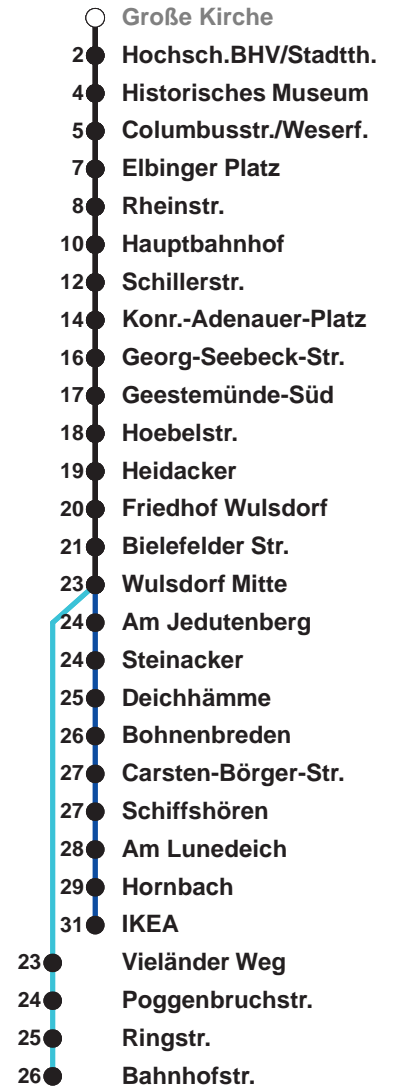 Große Kirche
2 Hochsch.BHV/Stadtth.
4 Historisches Museum
5 Columbusstr./Weserf.
7 Elbinger Platz
8 Rheinstr.
10 Hauptbahnhof
12 Schillerstr.
14 Konr.-Adenauer-Platz
16 Georg-Seebeck-Str.
17 Geestemünde-Süd
18 Hoebelstr.
19 Heidacker
20 Friedhof Wulsdorf
21 Bielefelder Str.
23 Wulsdorf Mitte
24 Am Jedutenberg
24 Steinacker
25 Deichhämme
26 Bohnenbreden
27 Carsten-Börger-Str.
27 Schiffshören
28 Am Lunedeich
29 Hornbach
31 IKEA
23 Vieländer Weg
24 Poggenbruchstr.
25 Ringstr.
26 Bahnhofstr.